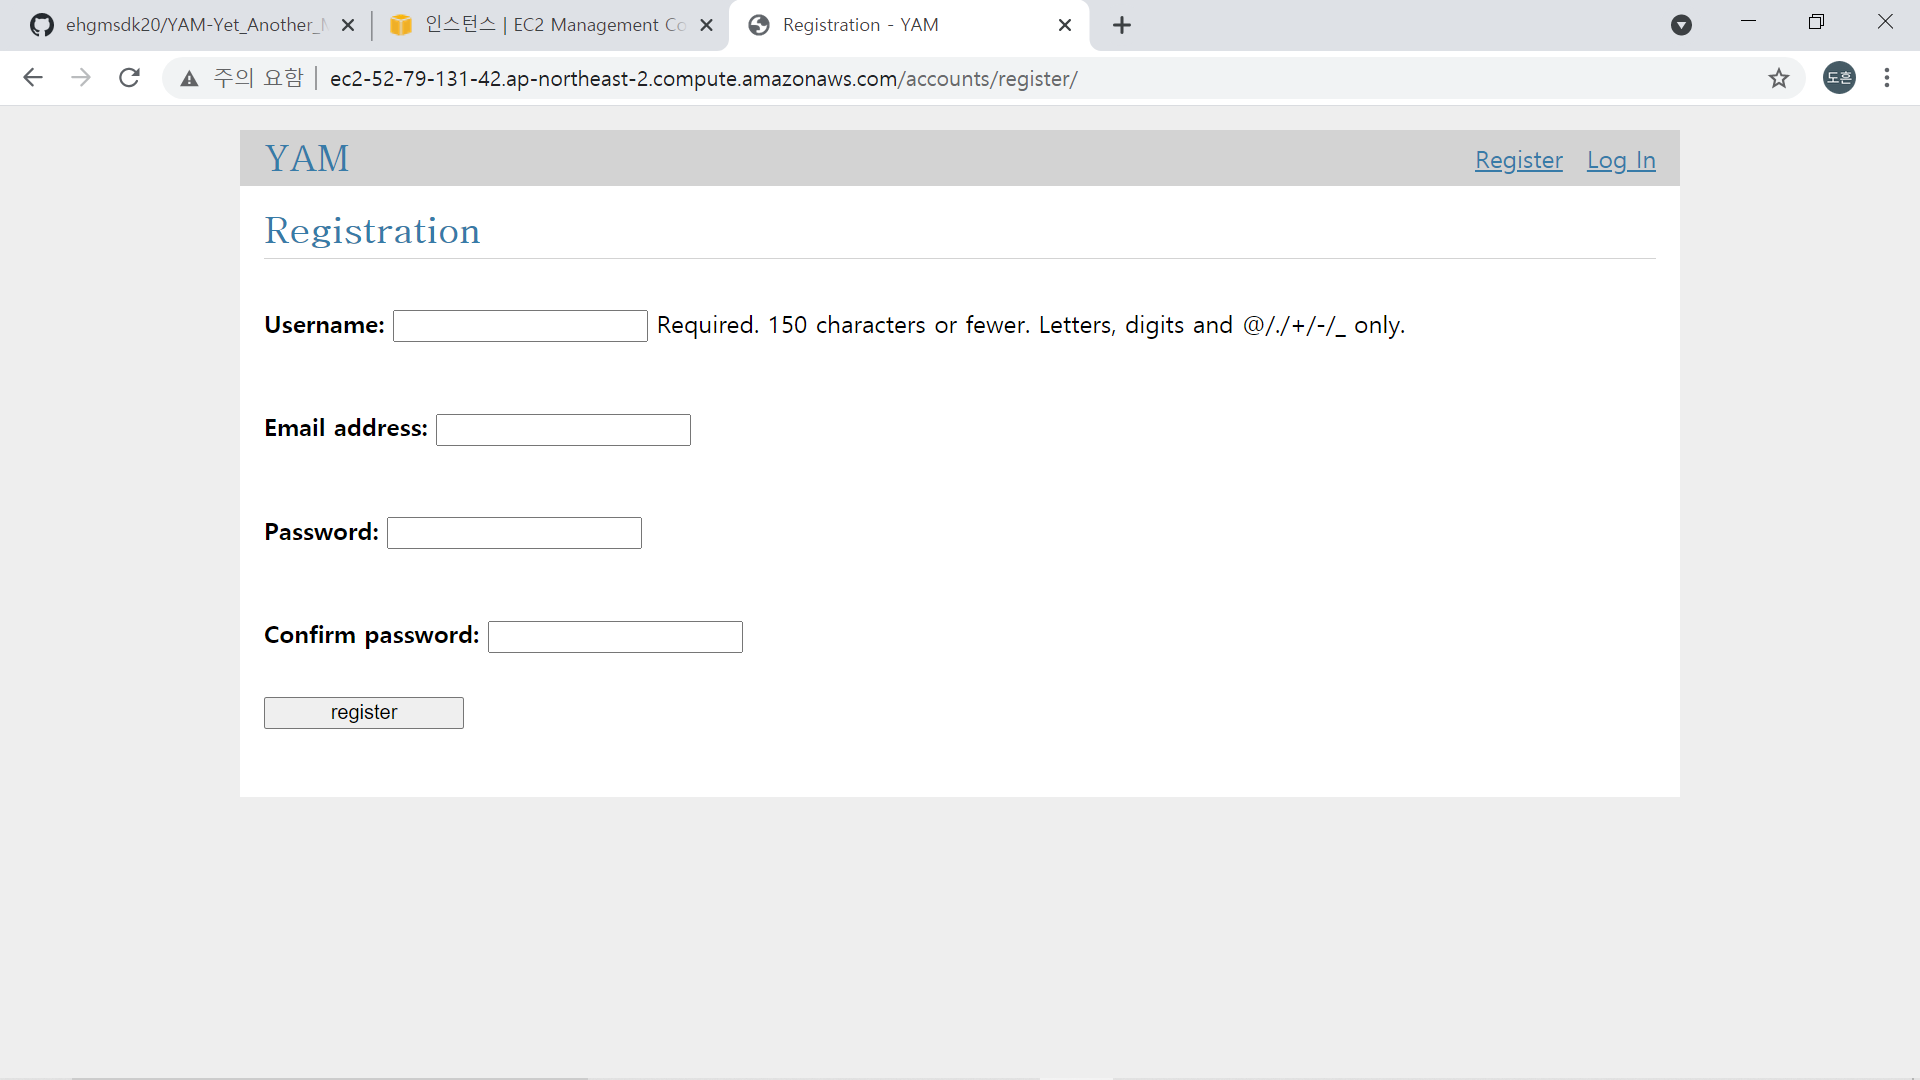 ehgmsdk20/YAM-Yet_Another_
인스턴스 | EC2 Management Co
Registration - YAM
주의 요함 | ec2-52-79-131-42.ap-northeast-2.compute.amazonaws.com/accounts/register/
도흔
YAM
Register Log In
Registration
Username: Required. 150 characters or fewer. Letters, digits and @/./+/-/_ only.
Email address:
Password:
Confirm password:
register